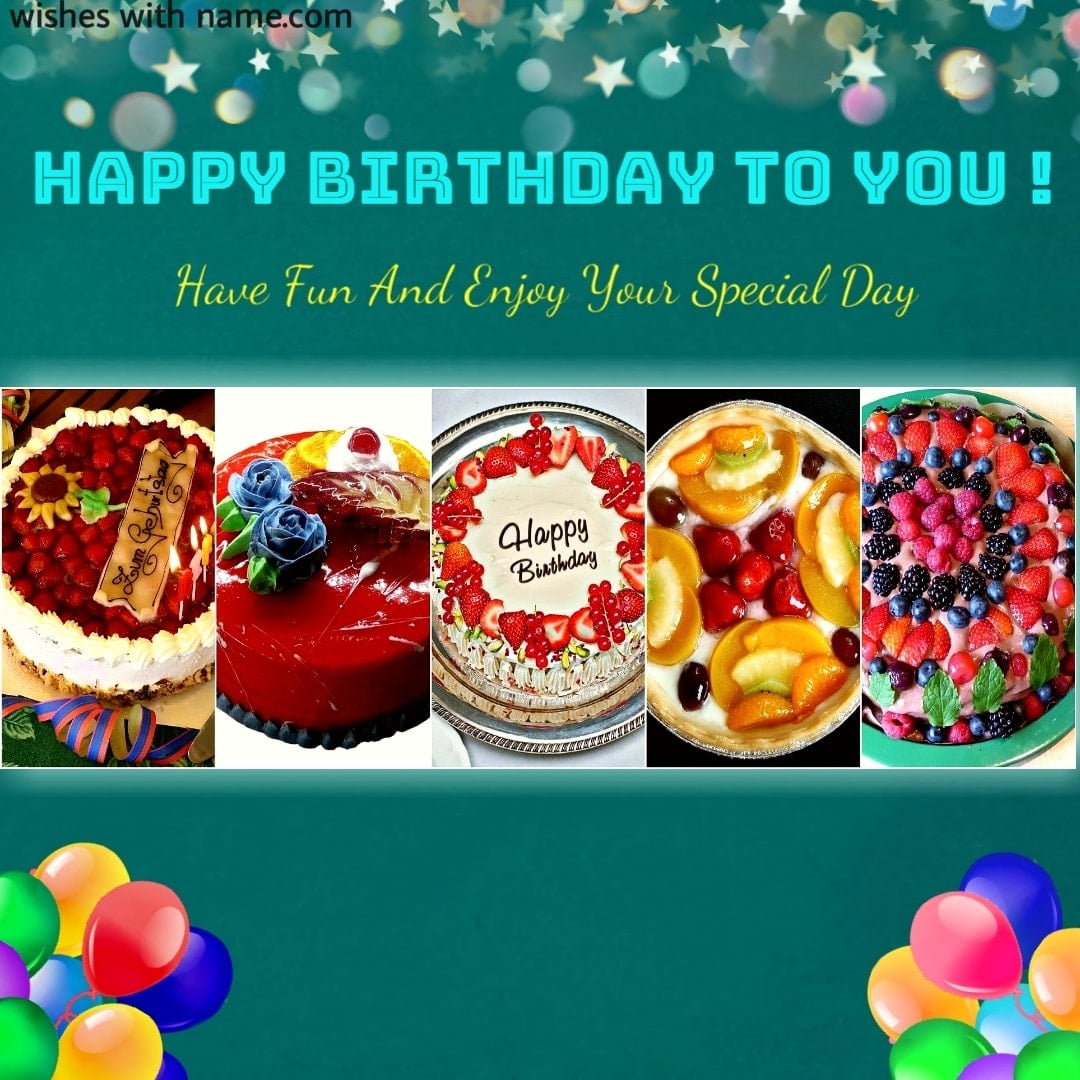 wishes with name.com
HAPPY BIRTHDAY TO YOU !
Have Fun And Enjoy Your Special Day
Happy
Birthday